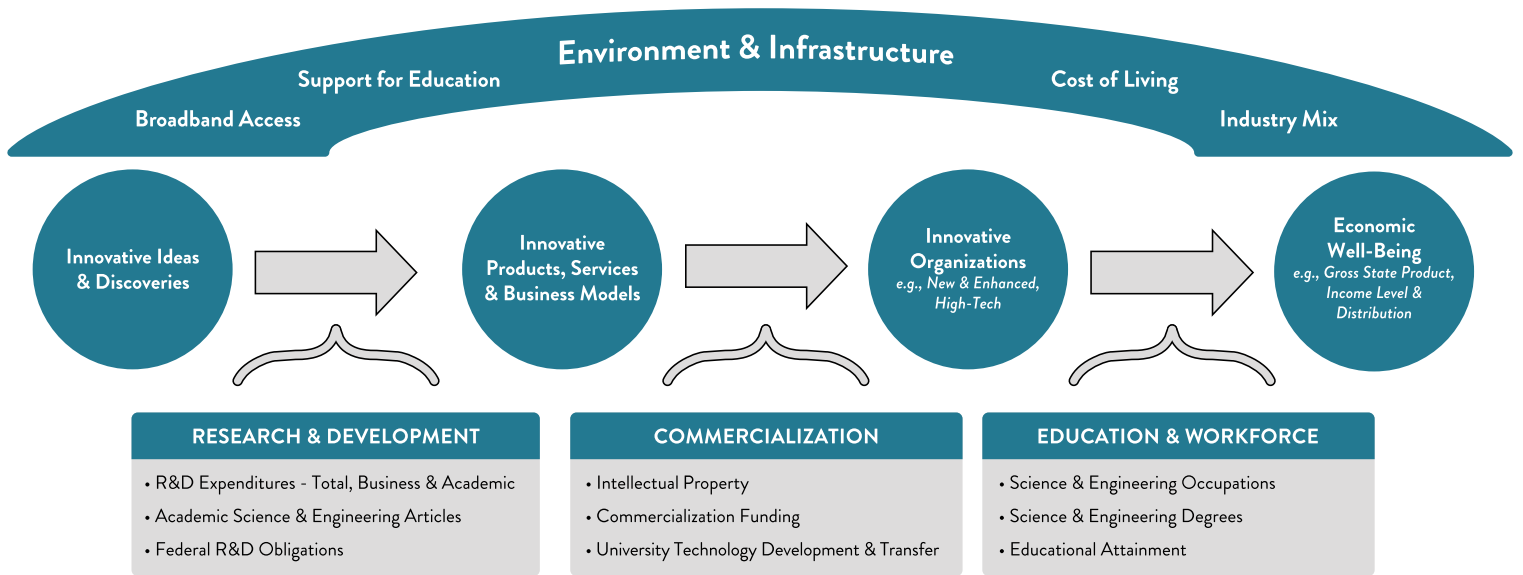 Environment & Infrastructure
Support for Education
Cost of Living
Broadband Access
Industry Mix
Innovative Ideas
& Discoveries
Innovative
Products, Services
& Business Models
Innovative
Organizations
e.g., New & Enhanced,
High-Tech
Economic
Well-Being
e.g., Gross State Product,
Income Level &
Distribution
RESEARCH & DEVELOPMENT
• R&D Expenditures - Total, Business & Academic
• Academic Science & Engineering Articles
• Federal R&D Obligations
COMMERCIALIZATION
• Intellectual Property
• Commercialization Funding
• University Technology Development & Transfer
EDUCATION & WORKFORCE
• Science & Engineering Occupations
• Science & Engineering Degrees
• Educational Attainment